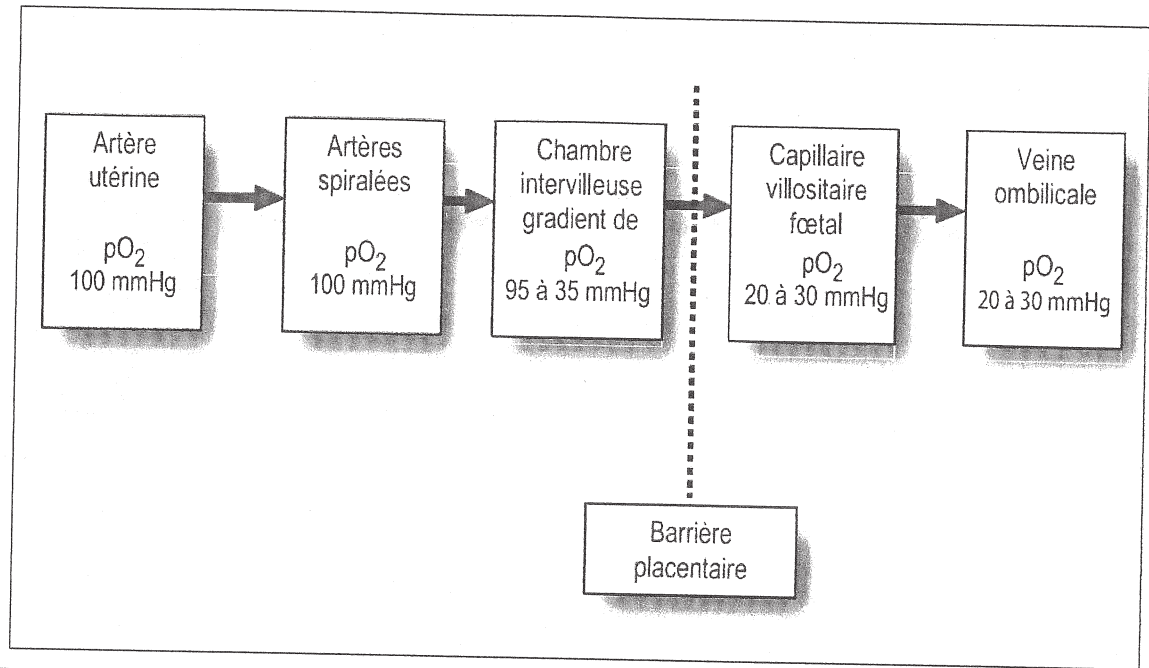 Artère
utérine
pO₂
100 mmHg
Artères
spiralées
pO₂
100 mmHg
Chambre
intervilleuse
gradient de
pO₂
95 à 35 mmHg
Capillaire
villositaire
fœtal
pO₂
20 à 30 mmHg
Veine
ombilicale
pO₂
20 à 30 mmHg
Barrière
placentaire